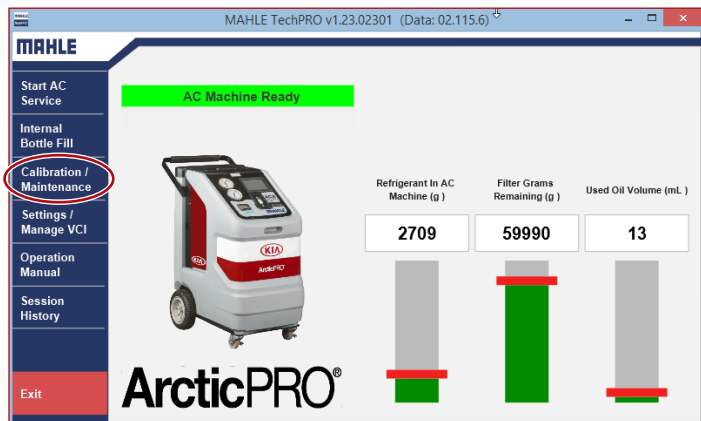 MAHLE TechPRO v1.23.02301 (Data: 02.115.6)
MAHLE
Start AC
Service
Internal
Bottle Fill
Calibration /
Maintenance
Settings /
Manage VCI
Operation
Manual
Session
History
Exit
AC Machine Ready
KIA
KIA
ArcticPRO
ArcticPRO®
Refrigerant In AC
Machine (g )
Filter Grams
Remaining (g )
Used Oil Volume (mL )
2709
59990
13